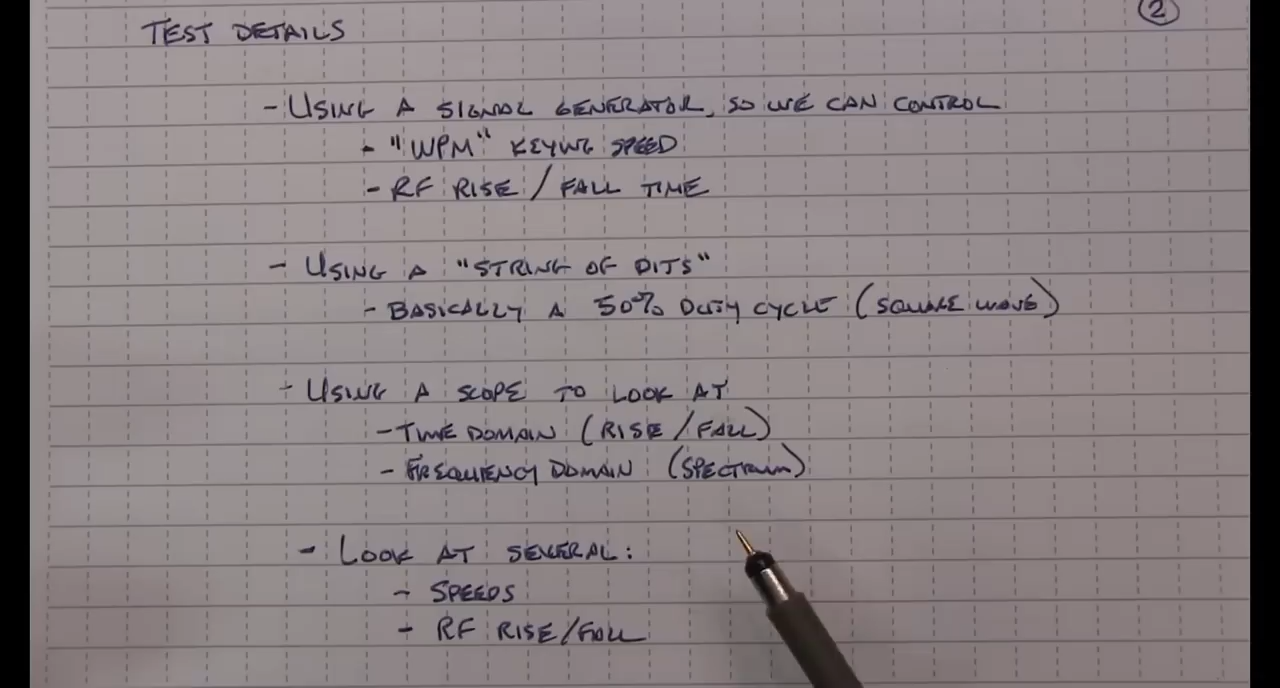 ②
TEST DETAILS
- USING A SIGNAL GENERATOR, SO WE CAN CONTROL
- "WPM" KEYING SPEED
- RF RISE / FALL TIME
- USING A "STRING OF DITS"
- BASICALLY A 50% DUTY CYCLE (SQUARE WAVE)
- USING A SCOPE TO LOOK AT
- TIME DOMAIN (RISE / FALL)
- FREQUENCY DOMAIN (SPECTRUM)
- LOOK AT SEVERAL:
- SPEEDS
- RF RISE/FALL